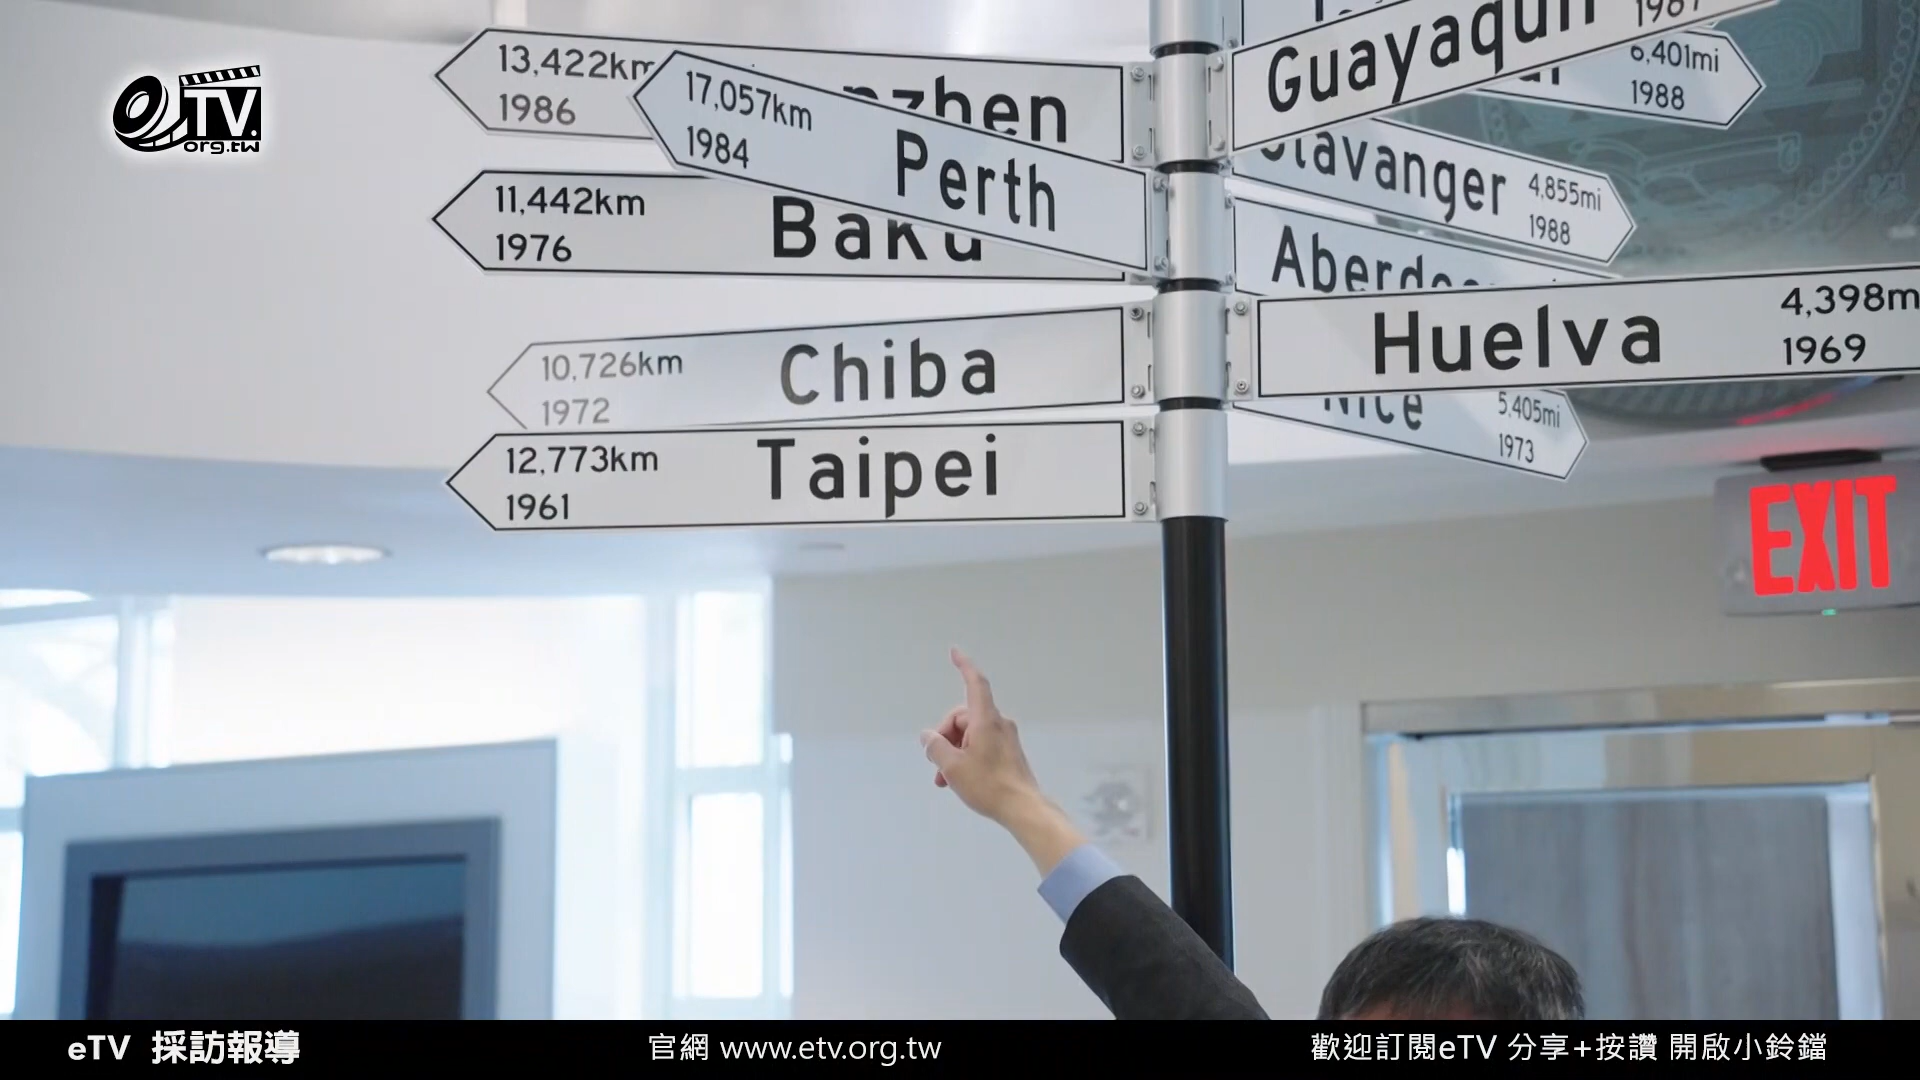 eTV.
org.tw
13,422km
1986
17,057km
1984
Perth
11,442km
1976
Baku
10,726km
1972
Chiba
12,773km
1961
Taipei
Guayaquil
6,401mi
1988
Stavanger
4,855mi
1988
Huelva
4,398m
1969
Nice
5,405mi
1973
EXIT
eTV 採訪報導
官網 www.etv.org.tw
歡迎訂閱eTV 分享+按讚 開啟小鈴鐺